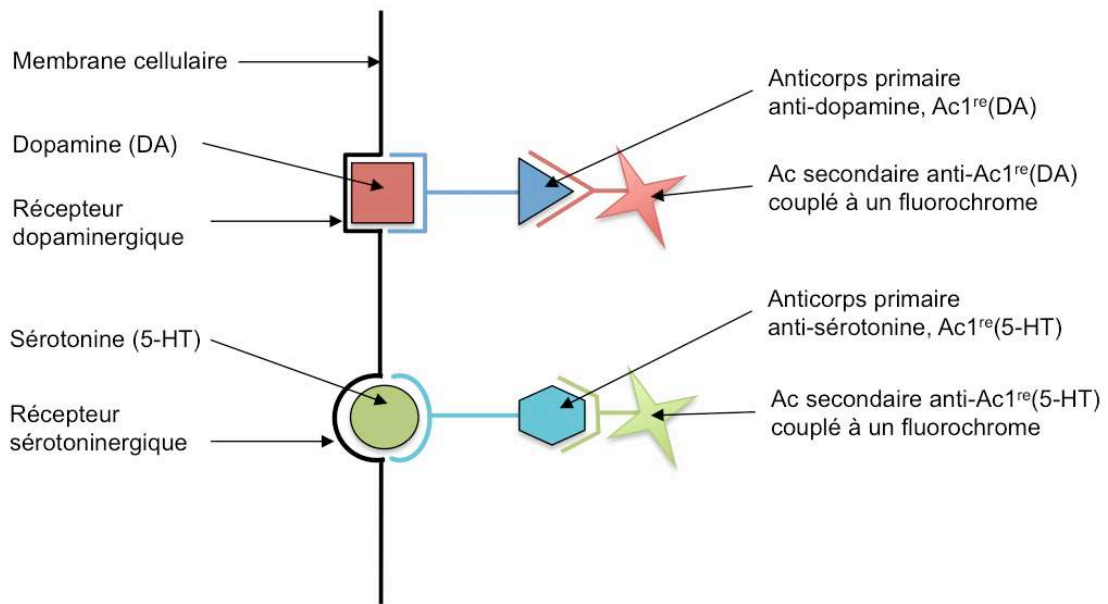 Membrane cellulaire
Dopamine (DA)
Récepteur
dopaminergique
Sérotonine (5-HT)
Récepteur
sérotoninergique
Anticorps primaire
anti-dopamine, Ac1ʳᵉ(DA)
Ac secondaire anti-Ac1ʳᵉ(DA)
couplé à un fluorochrome
Anticorps primaire
anti-sérotonine, Ac1ʳᵉ(5-HT)
Ac secondaire anti-Ac1ʳᵉ(5-HT)
couplé à un fluorochrome